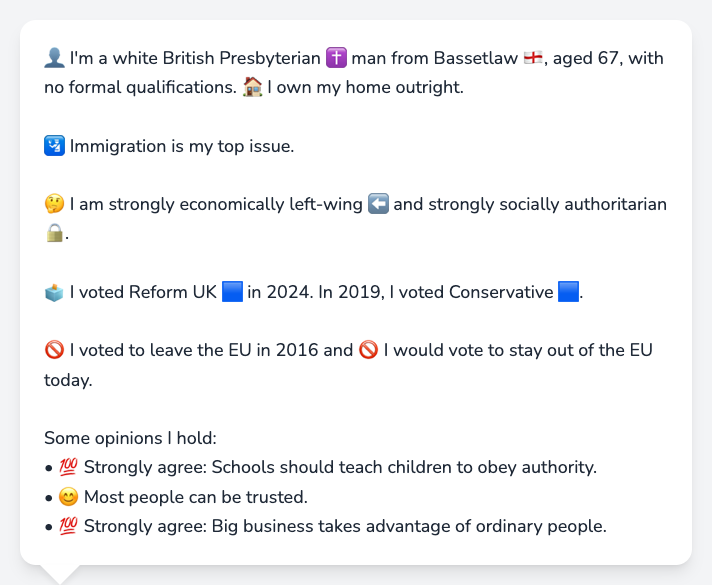 👤 I'm a white British Presbyterian ✝️ man from Bassetlaw 🏴󠁧󠁢󠁥󠁮󠁧󠁿, aged 67, with
no formal qualifications. 🏠 I own my home outright.
🛂 Immigration is my top issue.
🤔 I am strongly economically left-wing ⬅️ and strongly socially authoritarian
🔒.
🗳️ I voted Reform UK 🟦 in 2024. In 2019, I voted Conservative 🟦.
🚫 I voted to leave the EU in 2016 and 🚫 I would vote to stay out of the EU
today.
Some opinions I hold:
• 💯 Strongly agree: Schools should teach children to obey authority.
• 😊 Most people can be trusted.
• 💯 Strongly agree: Big business takes advantage of ordinary people.